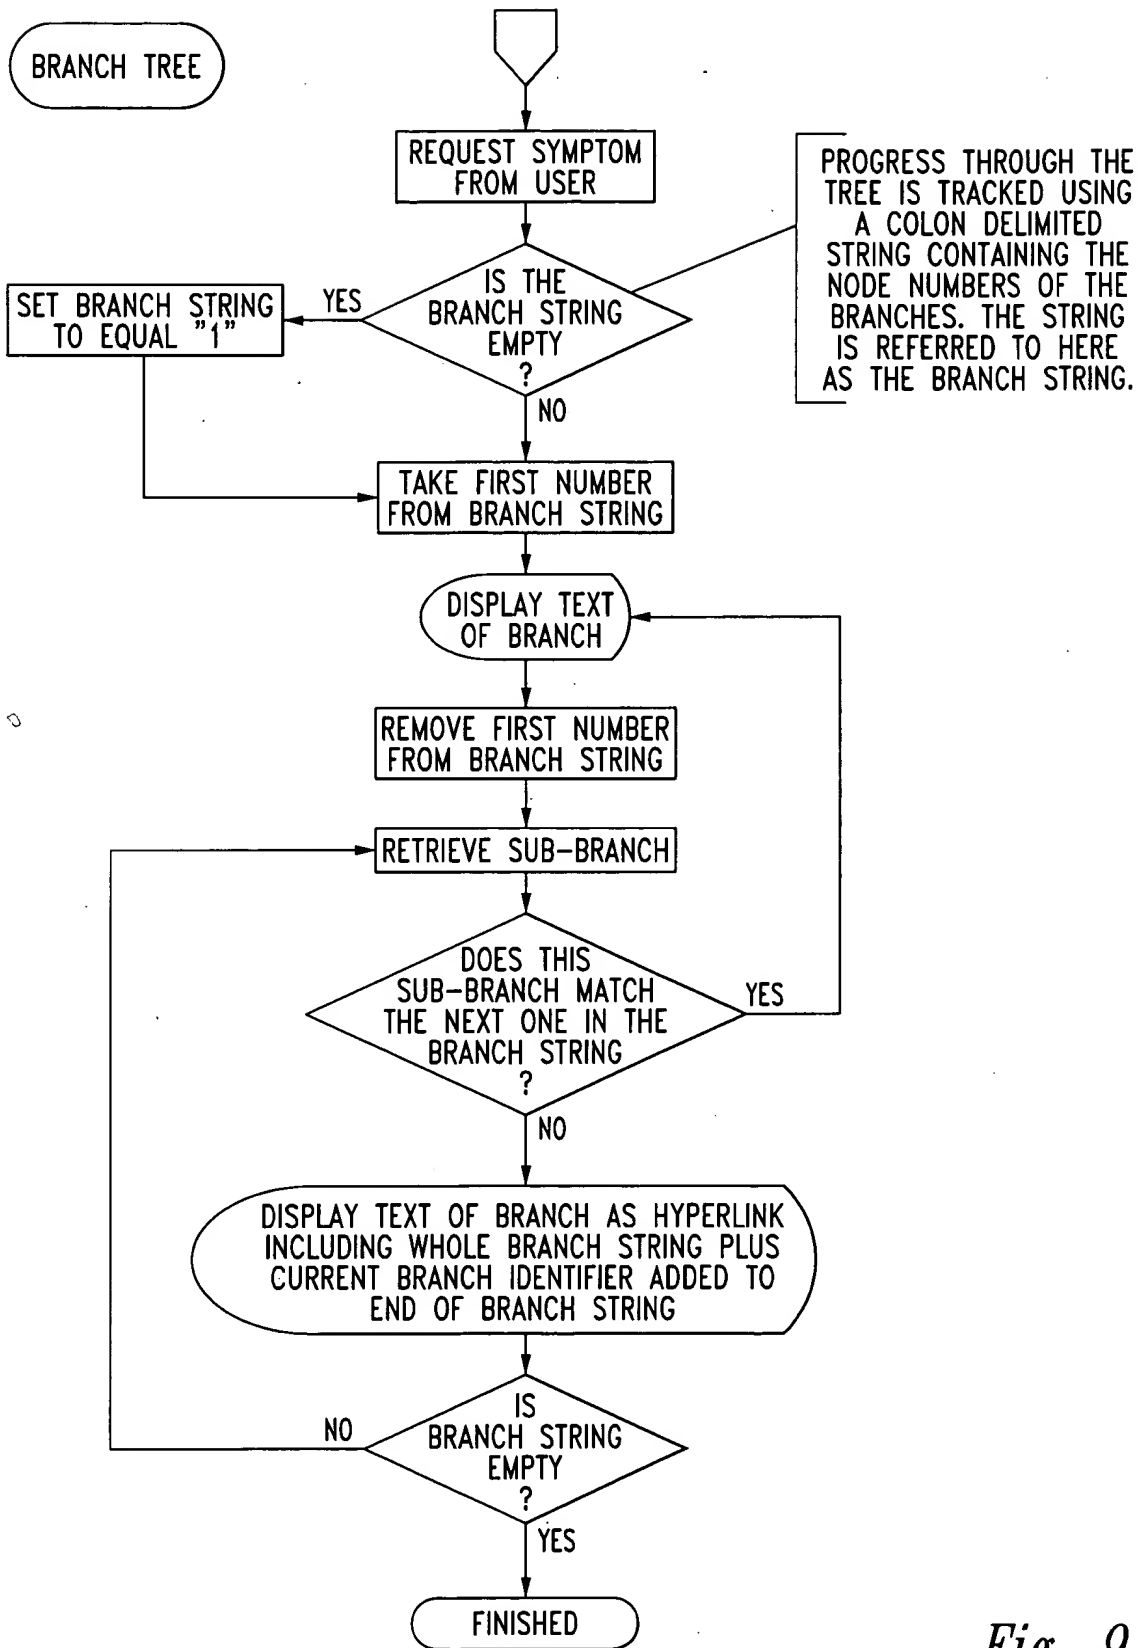 BRANCH TREE
REQUEST SYMPTOM
FROM USER
PROGRESS THROUGH THE
TREE IS TRACKED USING
A COLON DELIMITED
STRING CONTAINING THE
NODE NUMBERS OF THE
BRANCHES. THE STRING
IS REFERRED TO HERE
AS THE BRANCH STRING.
IS THE
BRANCH STRING
EMPTY
?
YES
SET BRANCH STRING
TO EQUAL "1"
NO
TAKE FIRST NUMBER
FROM BRANCH STRING
DISPLAY TEXT
OF BRANCH
REMOVE FIRST NUMBER
FROM BRANCH STRING
RETRIEVE SUB-BRANCH
DOES THIS
SUB-BRANCH MATCH
THE NEXT ONE IN THE
BRANCH STRING
?
YES
NO
DISPLAY TEXT OF BRANCH AS HYPERLINK
INCLUDING WHOLE BRANCH STRING PLUS
CURRENT BRANCH IDENTIFIER ADDED TO
END OF BRANCH STRING
IS
BRANCH STRING
EMPTY
?
NO
YES
FINISHED
Fig. 9